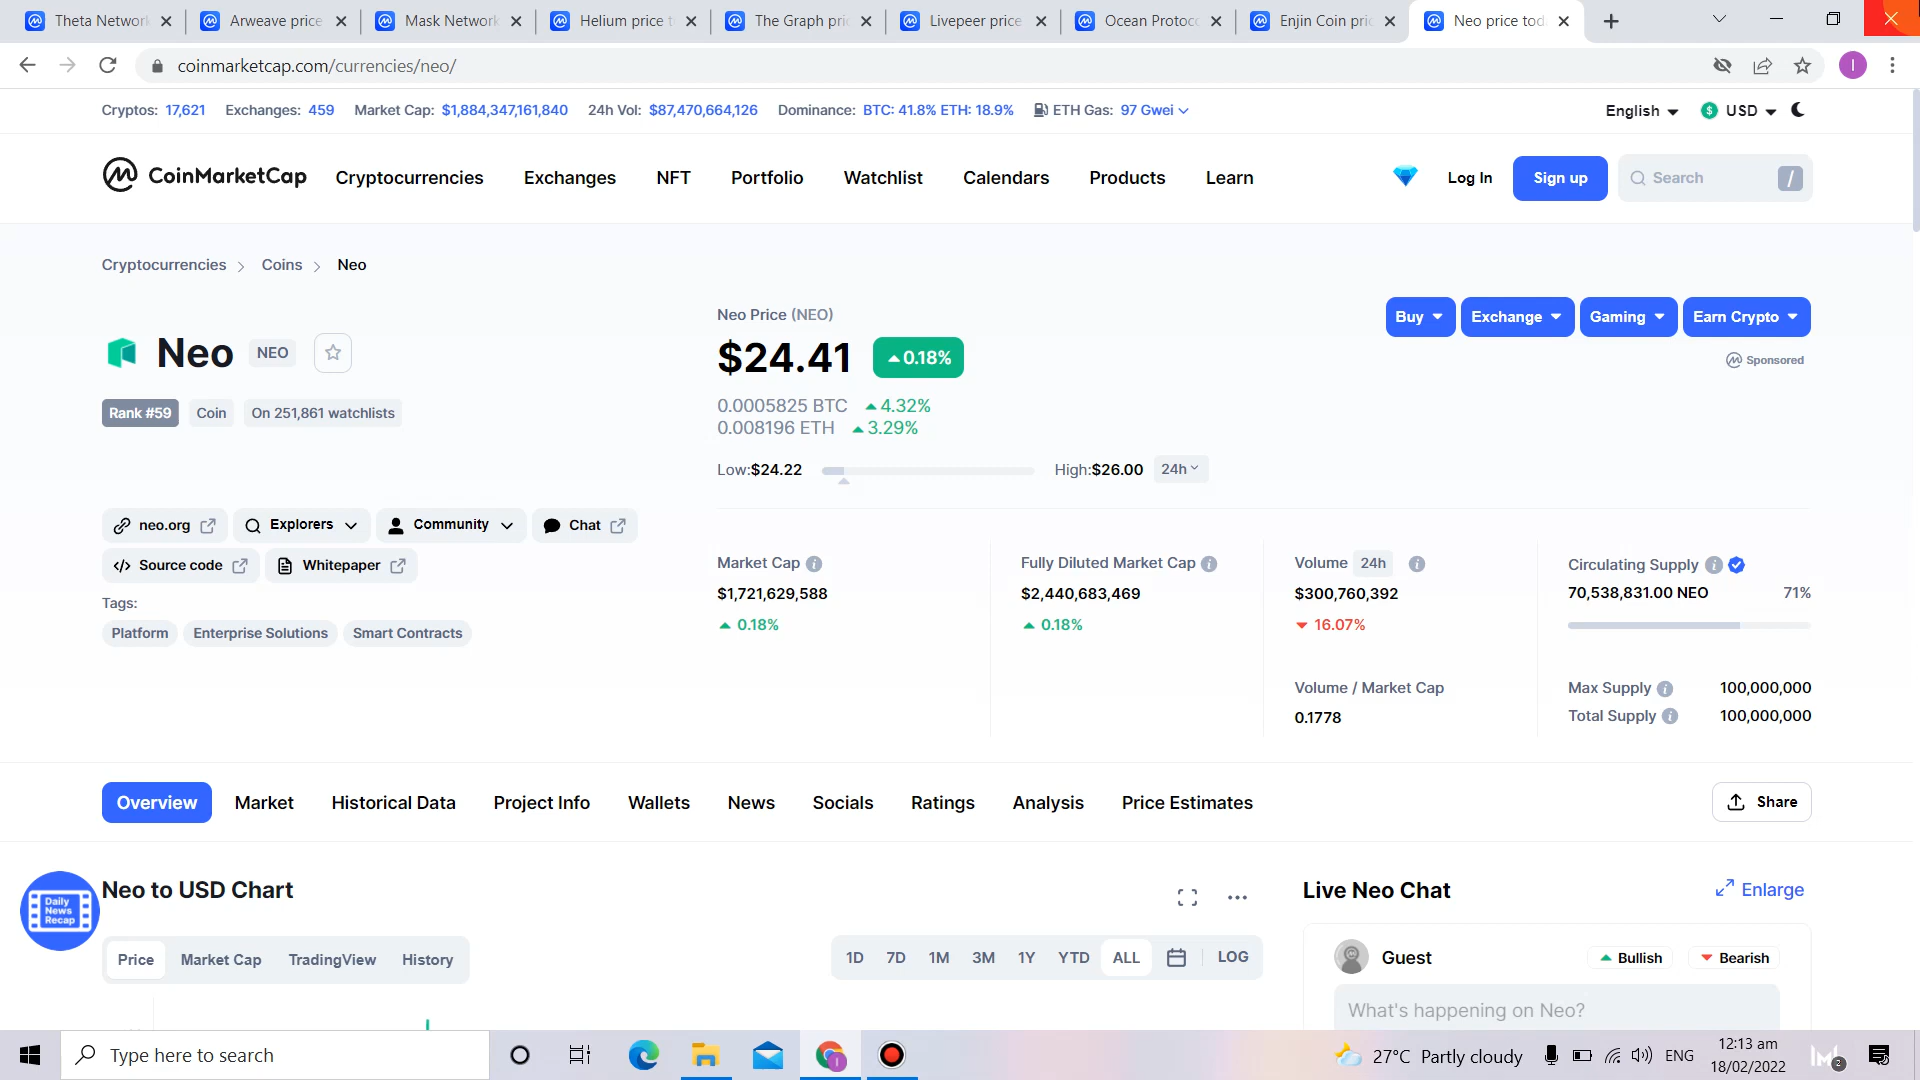 Theta Network
Arweave price
Mask Network
Helium price t
The Graph pric
Livepeer price
Ocean Protoco
Enjin Coin pric
Neo price toda
coinmarketcap.com/currencies/neo/
I
Cryptos: 17,621 Exchanges: 459 Market Cap: $1,884,347,161,840 24h Vol: $87,470,664,126 Dominance: BTC: 41.8% ETH: 18.9% ETH Gas: 97 Gwei
English $ USD
CoinMarketCap Cryptocurrencies Exchanges NFT Portfolio Watchlist Calendars Products Learn
Log In Sign up Search /
Cryptocurrencies > Coins > Neo
Neo NEO
Rank #59 Coin On 251,861 watchlists
neo.org Explorers Community Chat
Source code Whitepaper
Tags:
Platform Enterprise Solutions Smart Contracts
Neo Price (NEO)
$24.41 0.18%
0.0005825 BTC 4.32%
0.008196 ETH 3.29%
Low:$24.22 High:$26.00 24h
Buy Exchange Gaming Earn Crypto
Sponsored
Market Cap
$1,721,629,588
0.18%
Fully Diluted Market Cap
$2,440,683,469
0.18%
Volume 24h
$300,760,392
16.07%
Volume / Market Cap
0.1778
Circulating Supply
70,538,831.00 NEO 71%
Max Supply 100,000,000
Total Supply 100,000,000
Overview Market Historical Data Project Info Wallets News Socials Ratings Analysis Price Estimates Share
Daily
News
Recap
Neo to USD Chart
Price Market Cap TradingView History
1D 7D 1M 3M 1Y YTD ALL LOG
Live Neo Chat Enlarge
Guest Bullish Bearish
What's happening on Neo?
Type here to search
27°C Partly cloudy ENG
12:13 am
18/02/2022
2